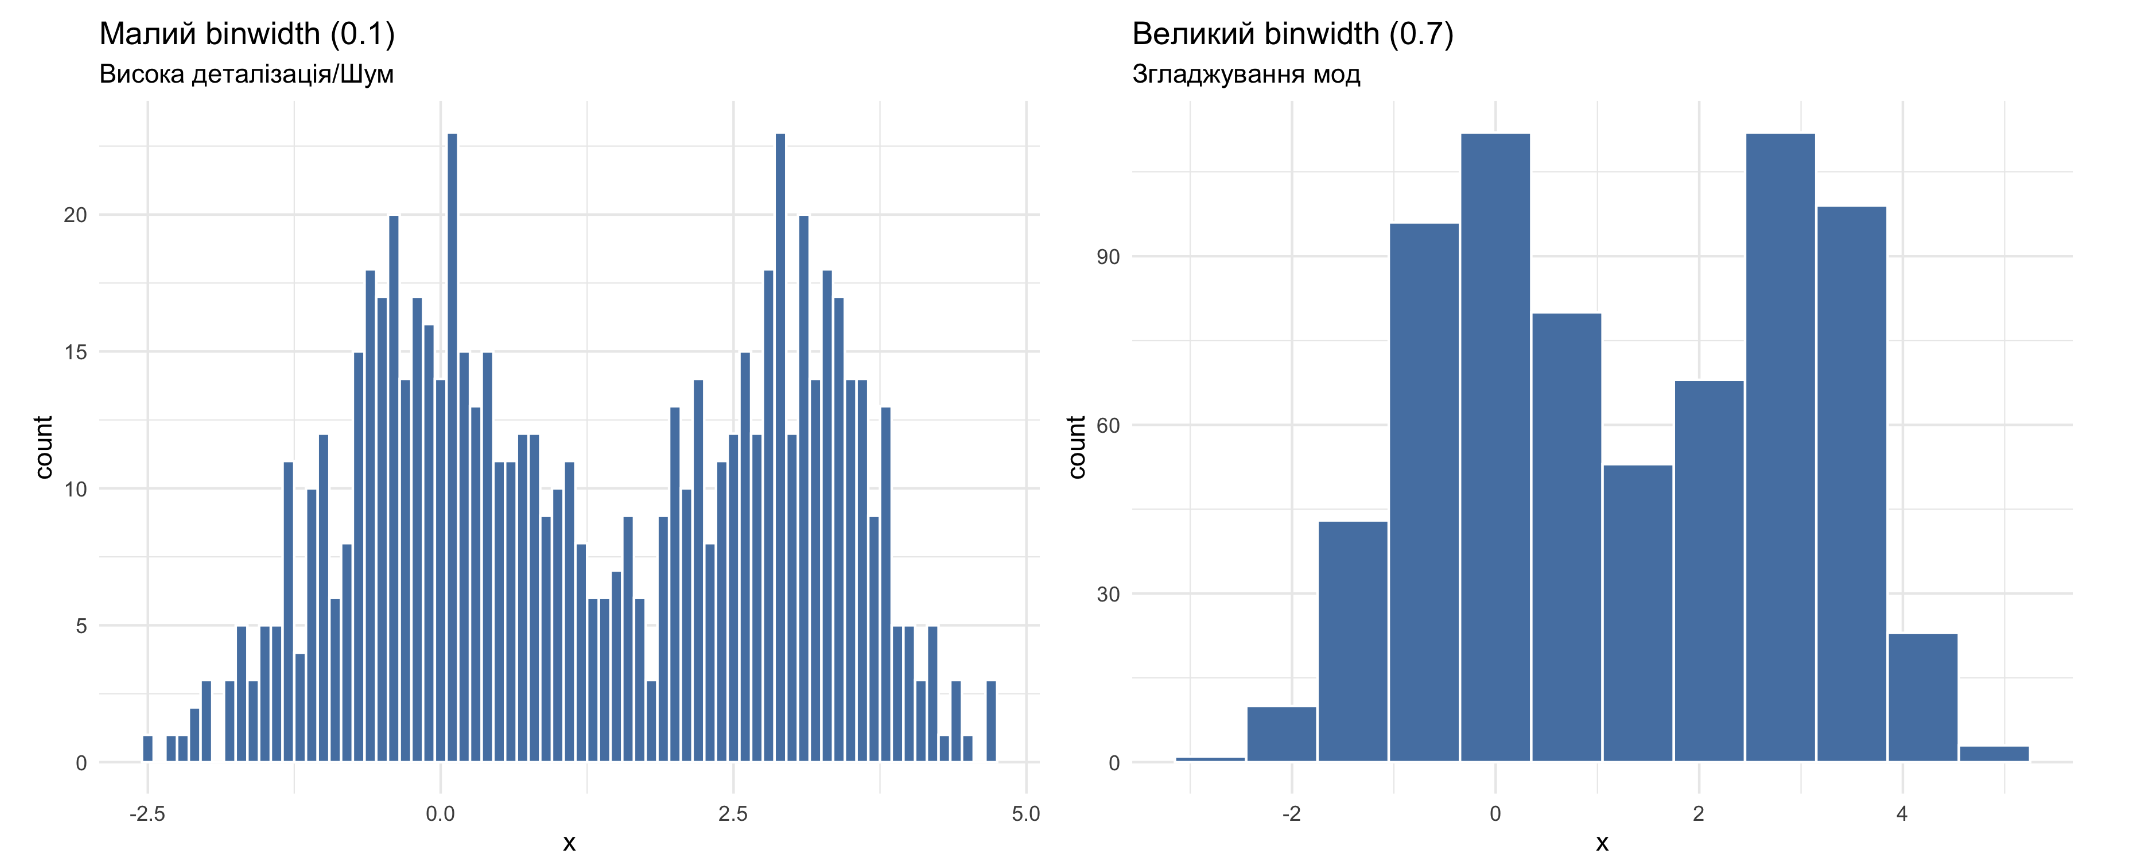 Малий binwidth (0.1)
Висока деталізація/Шум
count
20
15
10
5
0
-2.5
0.0
2.5
5.0
x
Великий binwidth (0.7)
Згладжування мод
count
90
60
30
0
-2
0
2
4
x